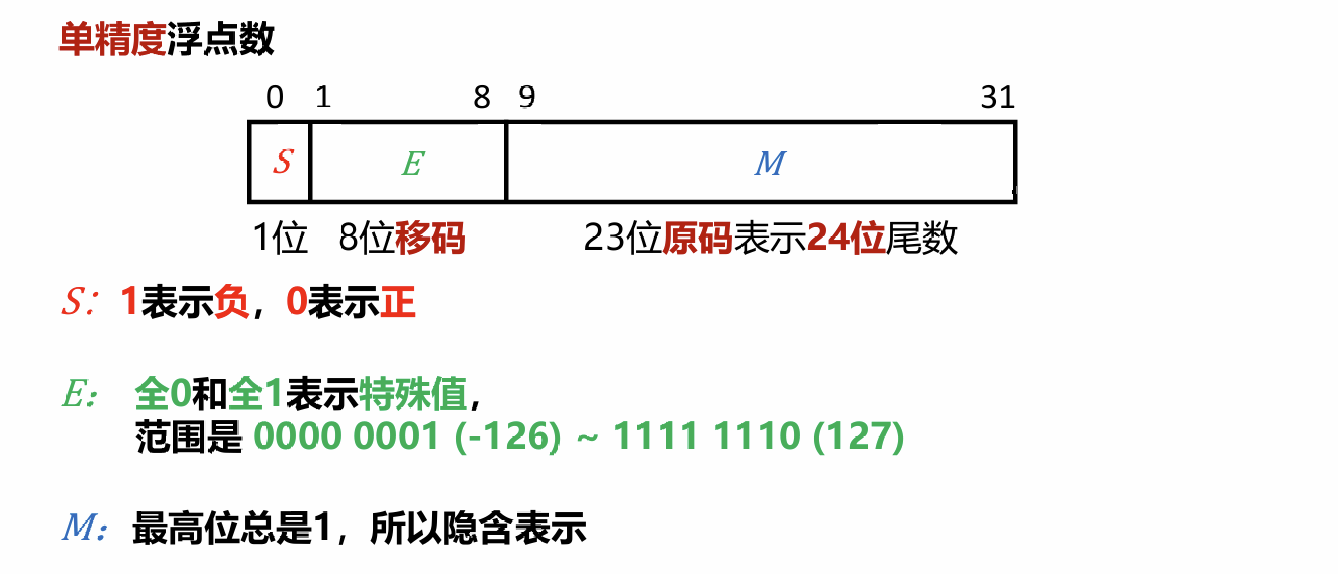 单精度浮点数
0 1 8 9 31
S E M
1位 8位移码 23位原码表示24位尾数
S：1表示负，0表示正
E： 全0和全1表示特殊值，
范围是 0000 0001 (-126) ~ 1111 1110 (127)
M：最高位总是1，所以隐含表示